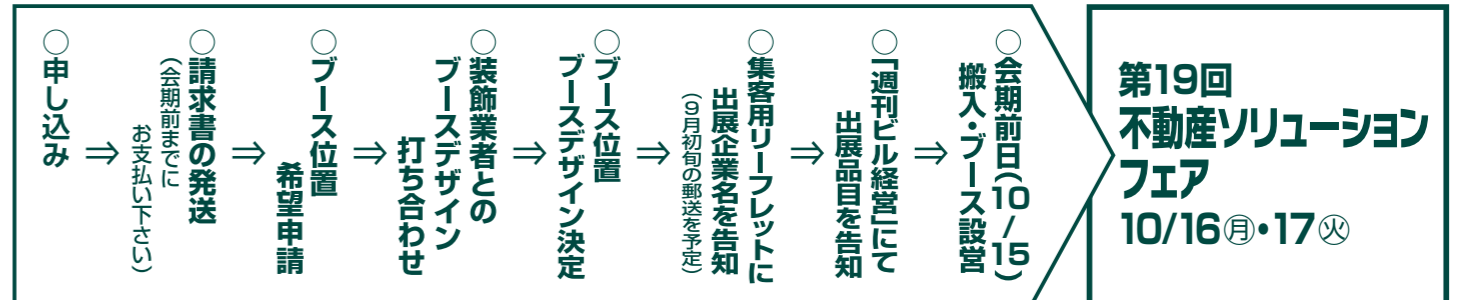 ○申し込み
⇒
○請求書の発送
（会期前までに
お支払い下さい）
⇒
○ブース位置
希望申請
⇒
○装飾業者との
ブースデザイン
打ち合わせ
⇒
○ブース位置
ブースデザイン決定
⇒
○集客用リーフレットに
出展企業名を告知
（9月初旬の郵送を予定）
⇒
○「週刊ビル経営」にて
出展品目を告知
⇒
○会期前日（10/15）
搬入・ブース設営
第19回
不動産ソリューション
フェア
10/16㊊・17㊋